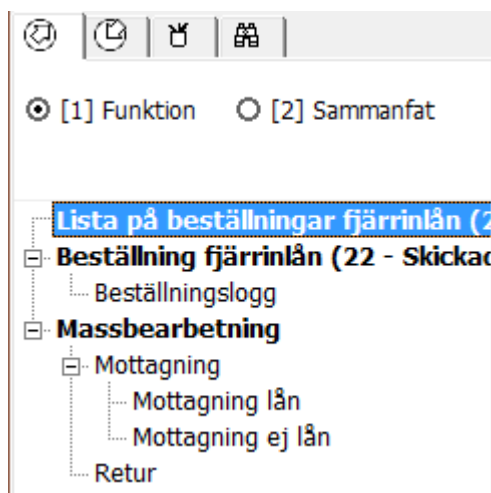 [1] Funktion [2] Sammanfat
Lista på beställningar fjärrinlån (2
Beställning fjärrinlån (22 - Skickad
Beställningslogg
Massbearbetning
Mottagning
Mottagning lån
Mottagning ej lån
Retur